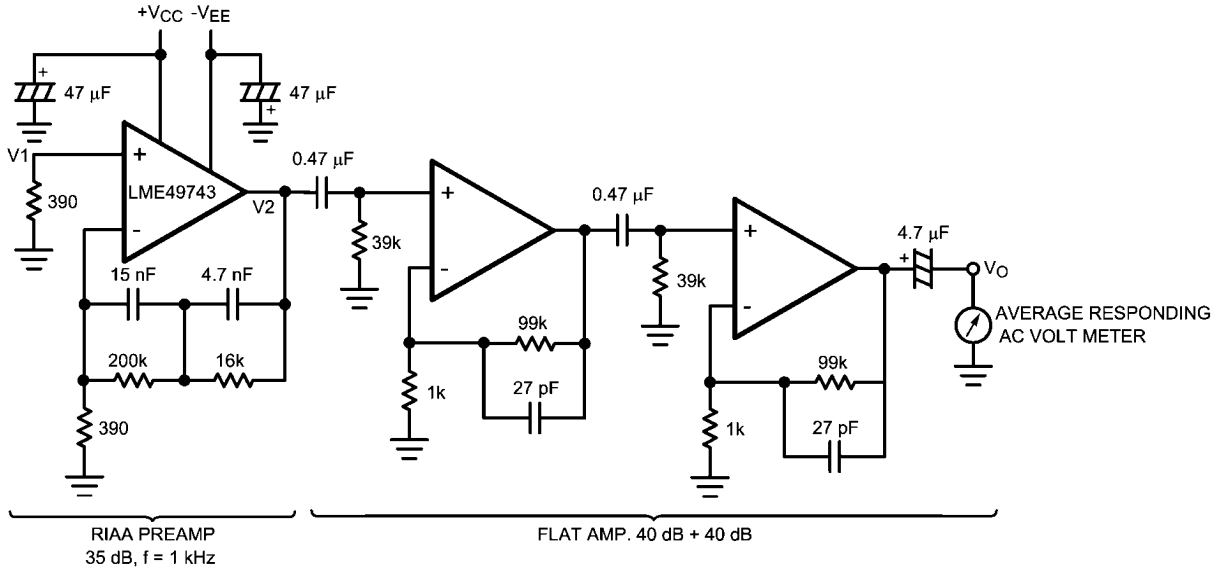 +VCC -VEE
+
47 µF
47 µF
+
V1
+
LME49743
-
V2
390
15 nF
4.7 nF
200k
16k
390
0.47 µF
39k
+
-
99k
27 pF
1k
0.47 µF
39k
+
-
99k
27 pF
1k
4.7 µF
+
VO
AVERAGE RESPONDING
AC VOLT METER
RIAA PREAMP
35 dB, f = 1 kHz
FLAT AMP. 40 dB + 40 dB